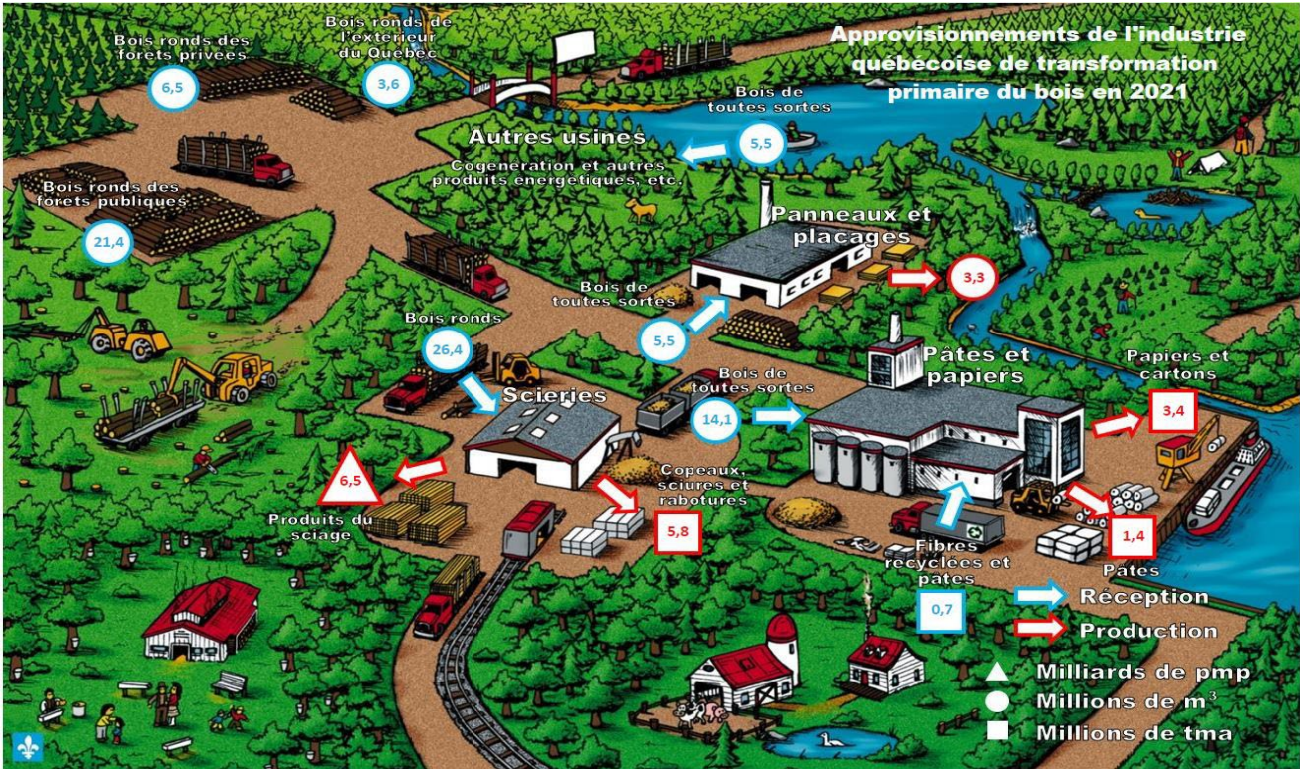 Approvisionnements de l'industrie
québécoise de transformation
primaire du bois en 2021
Bois ronds des
forêts privées
6,5
Bois ronds de
l'extérieur
du Québec
3,6
Bois de
toutes sortes
5,5
Autres usines
Cogénération et autres
produits énergétiques, etc.
Bois ronds des
forêts publiques
21,4
Panneaux et
placages
3,3
Bois de
toutes sortes
5,5
Bois ronds
26,4
Scieries
Bois de
toutes sortes
14,1
Pâtes et
papiers
Papiers et
cartons
3,4
6,5
Produits du
sciage
Copeaux,
sciures et
rabotures
5,8
Fibres
recyclées et
pâtes
0,7
1,4
Pâtes
Réception
Production
Milliards de pmp
Millions de m³
Millions de tma